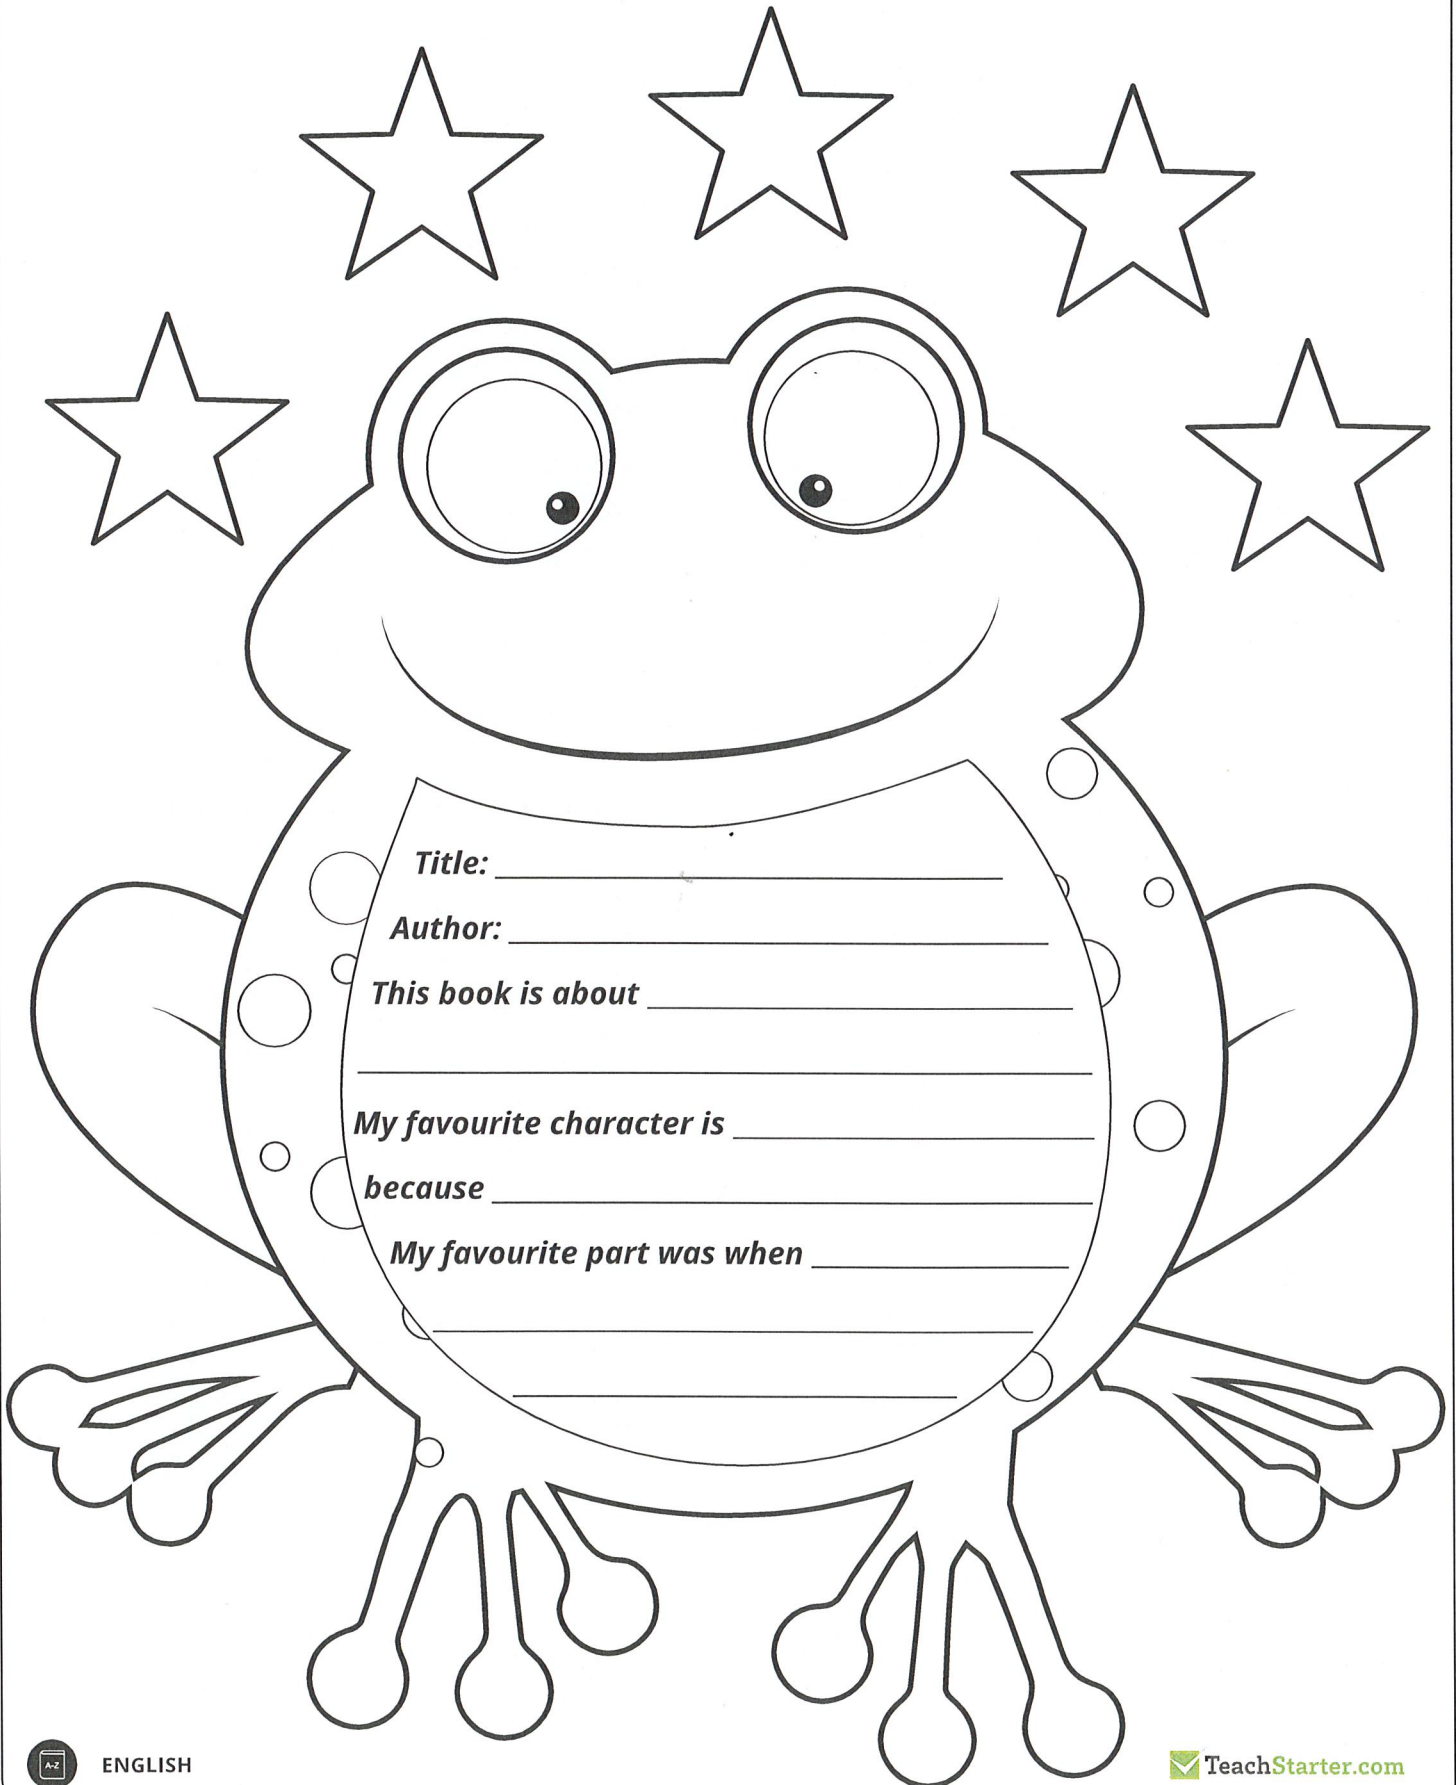 Title:
Author:
This book is about
My favourite character is
because
My favourite part was when
A-Z
ENGLISH
TeachStarter.com